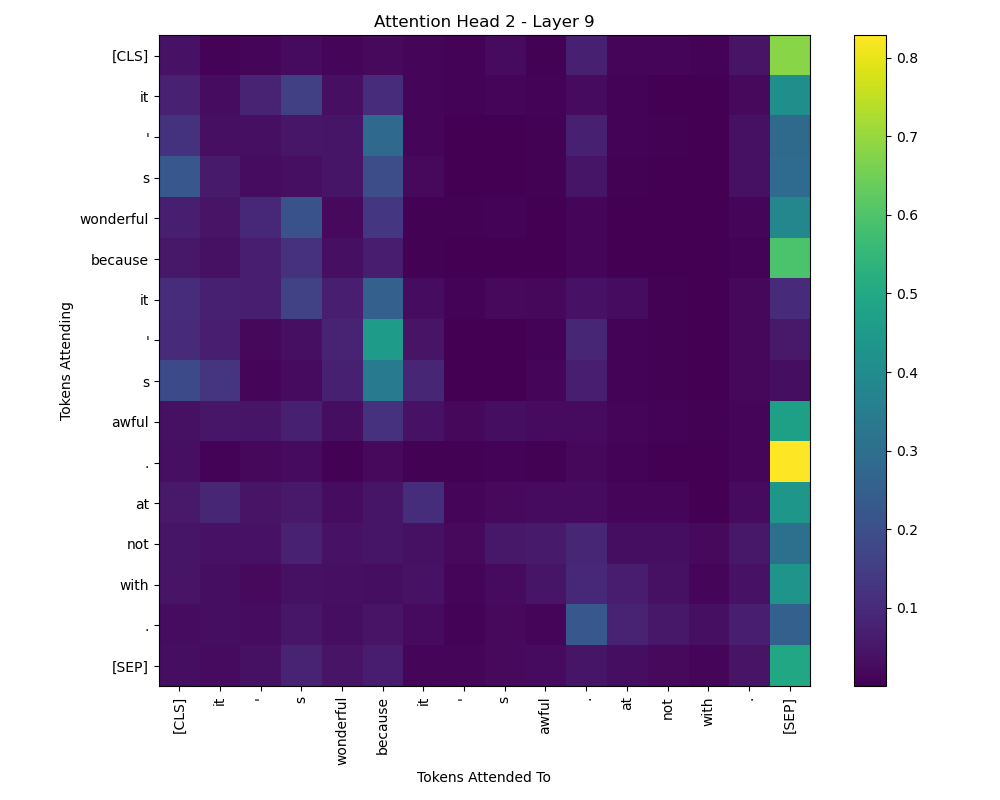 Attention Head 2 - Layer 9
[CLS]
it
'
s
wonderful
because
it
'
s
awful
.
at
not
with
.
[SEP]
Tokens Attending
[CLS]
it
'
s
wonderful
because
it
'
s
awful
.
at
not
with
.
[SEP]
Tokens Attended To
0.8
0.7
0.6
0.5
0.4
0.3
0.2
0.1